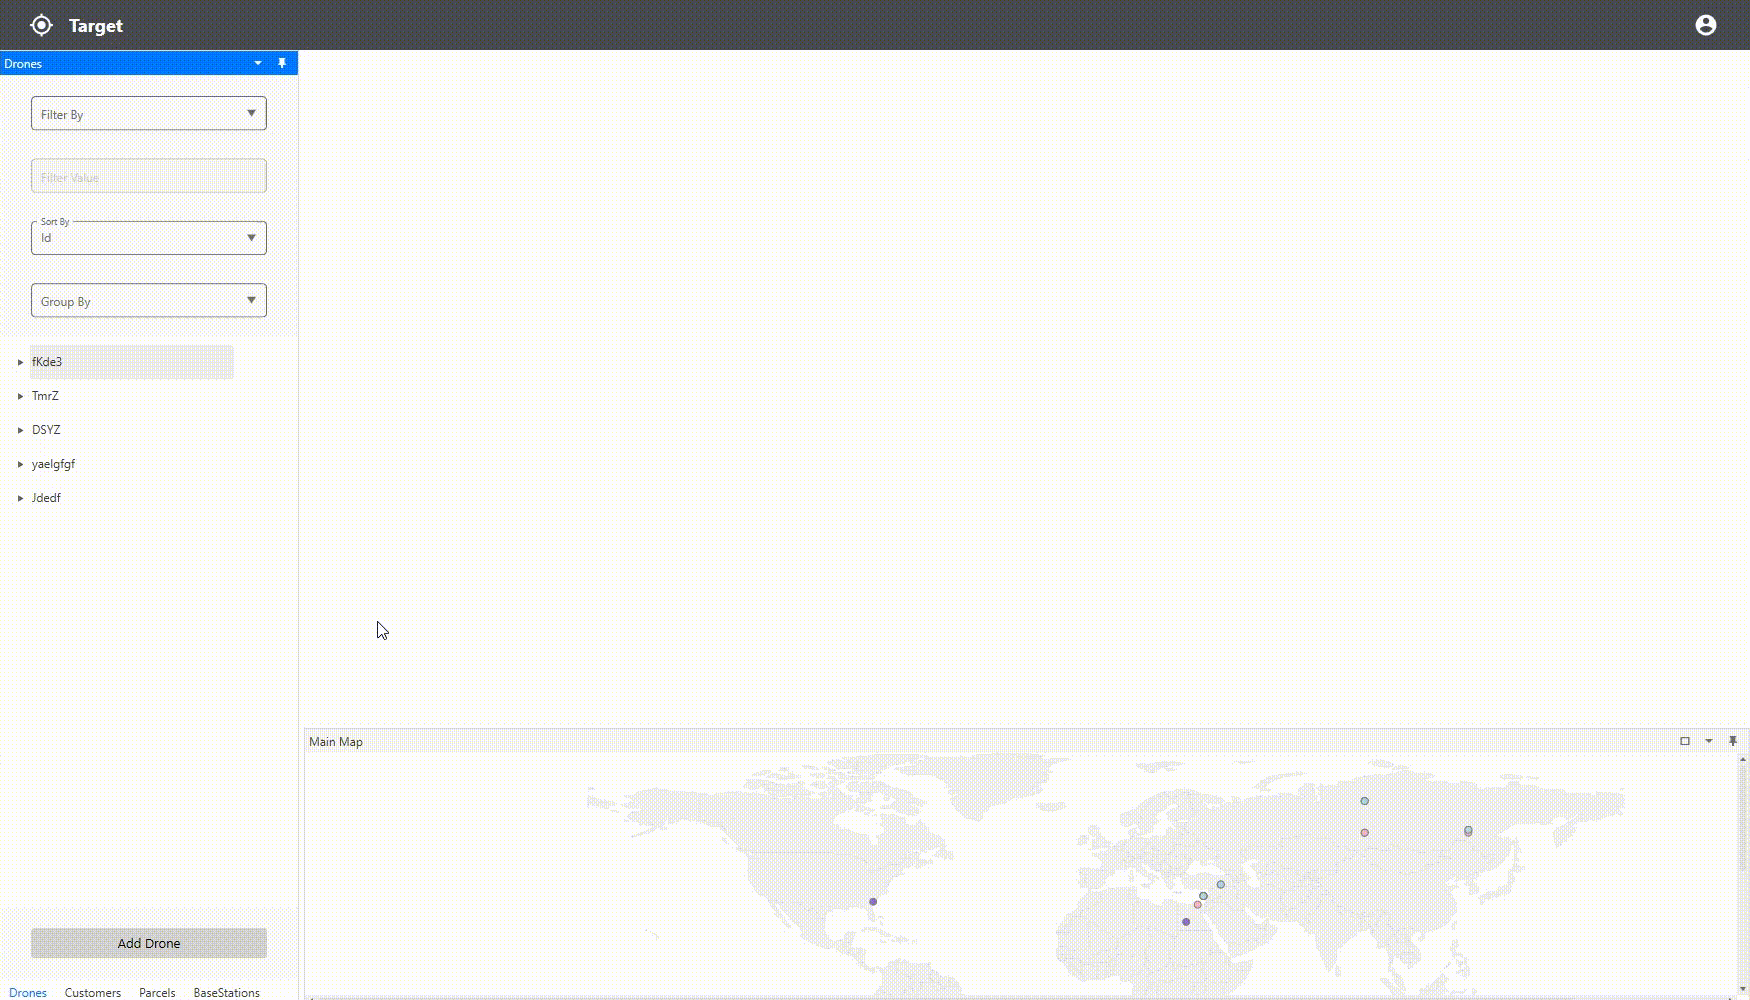 Target
Drones
Filter By
Filter Value
Sort By
Id
Group By
fKde3
TmrZ
DSYZ
yaelgfgf
Jdedf
Main Map
Add Drone
Drones Customers Parcels BaseStations